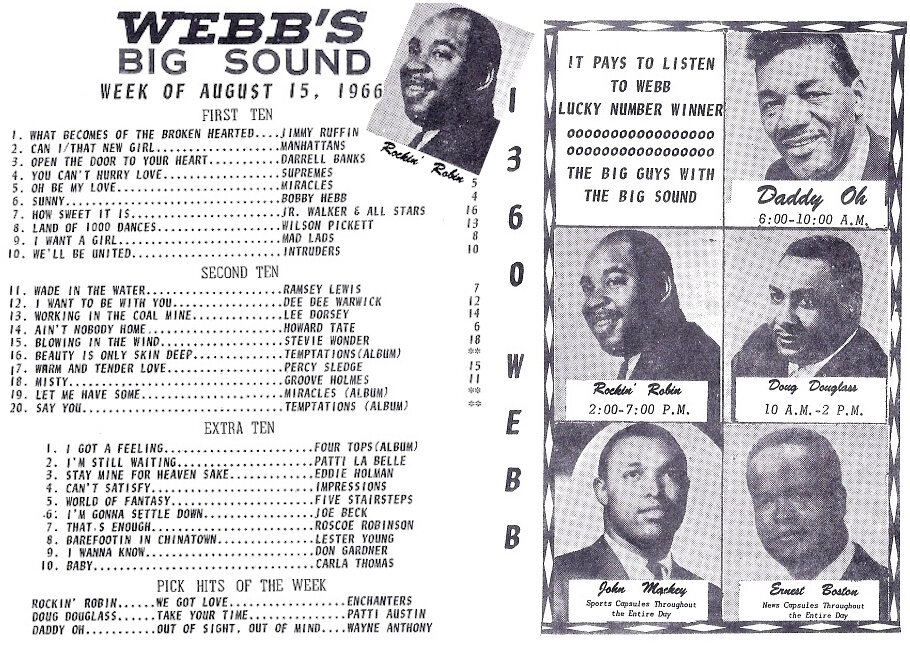 WEBB'S
BIG SOUND
WEEK OF AUGUST 15, 1966
Rockin' Robin
FIRST TEN
1. WHAT BECOMES OF THE BROKEN HEARTED....JIMMY RUFFIN
2. CAN I/THAT NEW GIRL...................MANHATTANS
3. OPEN THE DOOR TO YOUR HEART...........DARRELL BANKS
4. YOU CAN'T HURRY LOVE..................SUPREMES
5. OH BE MY LOVE.........................MIRACLES 5
6. SUNNY.................................BOBBY HEBB 4
7. HOW SWEET IT IS.......................JR. WALKER & ALL STARS 16
8. LAND OF 1000 DANCES...................WILSON PICKETT 13
9. I WANT A GIRL.........................MAD LADS 8
10. WE'LL BE UNITED......................INTRUDERS 10
SECOND TEN
11. WADE IN THE WATER....................RAMSEY LEWIS 7
12. I WANT TO BE WITH YOU................DEE DEE WARWICK 12
13. WORKING IN THE COAL MINE.............LEE DORSEY 14
14. AIN'T NOBODY HOME....................HOWARD TATE 6
15. BLOWING IN THE WIND..................STEVIE WONDER 18
16. BEAUTY IS ONLY SKIN DEEP.............TEMPTATIONS(ALBUM) **
17. WARM AND TENDER LOVE.................PERCY SLEDGE 15
18. MISTY................................GROOVE HOLMES 11
19. LET ME HAVE SOME.....................MIRACLES (ALBUM) **
20. SAY YOU..............................TEMPTATIONS (ALBUM) **
EXTRA TEN
1. I GOT A FEELING....................FOUR TOPS(ALBUM)
2. I'M STILL WAITING..................PATTI LA BELLE
3. STAY MINE FOR HEAVEN SAKE..........EDDIE HOLMAN
4. CAN'T SATISFY......................IMPRESSIONS
5. WORLD OF FANTASY...................FIVE STAIRSTEPS
6: I'M GONNA SETTLE DOWN..............JOE BECK
7. THAT,S ENOUGH......................ROSCOE ROBINSON
8. BAREFOOTIN IN CHINATOWN............LESTER YOUNG
9. I WANNA KNOW.......................DON GARDNER
10. BABY..............................CARLA THOMAS
PICK HITS OF THE WEEK
ROCKIN' ROBIN......WE GOT LOVE................ENCHANTERS
DOUG DOUGLASS......TAKE YOUR TIME.............PATTI AUSTIN
DADDY OH...........OUT OF SIGHT, OUT OF MIND....WAYNE ANTHONY
1360 WEBB
IT PAYS TO LISTEN
TO WEBB
LUCKY NUMBER WINNER
ooooooooooooooooo
ooooooooooooooooo
THE BIG GUYS WITH
THE BIG SOUND
Daddy Oh
6:00-10:00 A.M.
Rockin' Robin
2:00-7:00 P.M.
Doug Douglass
10 A.M.-2 P.M.
John Mackey
Sports Capsules Throughout
the Entire Day
Ernest Boston
News Capsules Throughout
the Entire Day